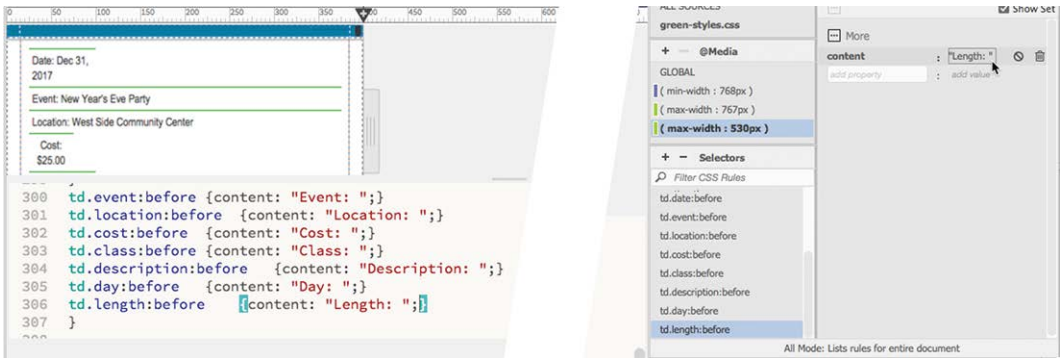 0 50 100 150 200 250 300 350 400 450 500 550 600
Date: Dec 31,
2017
Event: New Year's Eve Party
Location: West Side Community Center
Cost:
$25.00
300 td.event:before {content: "Event: ";}
301 td.location:before {content: "Location: ";}
302 td.cost:before {content: "Cost: ";}
303 td.class:before {content: "Class: ";}
304 td.description:before {content: "Description: ";}
305 td.day:before {content: "Day: ";}
306 td.length:before {content: "Length: ";}
307 }
ALL SOURCES
green-styles.css
+ − @Media
GLOBAL
( min-width : 768px )
( max-width : 767px )
( max-width : 530px )
+ − Selectors
Filter CSS Rules
td.date:before
td.event:before
td.location:before
td.cost:before
td.class:before
td.description:before
td.day:before
td.length:before
Show Set
More
content : "Length: "
add property : add value
All Mode: Lists rules for entire document